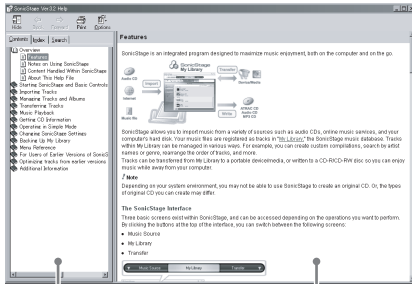 SonicStage Ver3.2 Help
Hide Back Forward Print Options
Contents Index Search
Overview
Features
Notes on Using SonicStage
Content Handled Within SonicStage
About This Help File
Starting SonicStage and Basic Controls
Importing Tracks
Managing Tracks and Albums
Transferring Tracks
Music Playback
Getting CD Information
Operating in Simple Mode
Changing SonicStage Settings
Backing Up My Library
Menu Reference
For Users of Earlier Versions of SonicS
Optimizing tracks from earlier versions
Additional Information
Features
SonicStage is an integrated program designed to maximize music enjoyment, both on the computer and on the go.
Audio CD
Import
SonicStage
My Library
Transfer
Internet
Write
ATRAC CD
Audio CD
MP3 CD
SonicStage allows you to import music from a variety of sources such as audio CDs, online music services, and your
computer's hard disk. Your music files are registered as tracks in "My Library," the SonicStage music database. Tracks
within My Library can be managed in various ways. For example, you can create custom compilations, search by artist
names or genre, rearrange the order of tracks, and more.
Tracks can be transferred from My Library to a portable device/media, or written to a CD-R/CD-RW disc so you can enjoy
music while away from your computer.
Note
Depending on your system environment, you may not be able to use SonicStage to create an original CD. Or, the types
of original CD you can create may differ.
The SonicStage Interface
Three basic screens exist within SonicStage, and can be accessed depending on the operations you want to perform.
By clicking the buttons at the top of the interface, you can switch between the following screens:
Music Source
My Library
Transfer
Music Source My Library Transfer